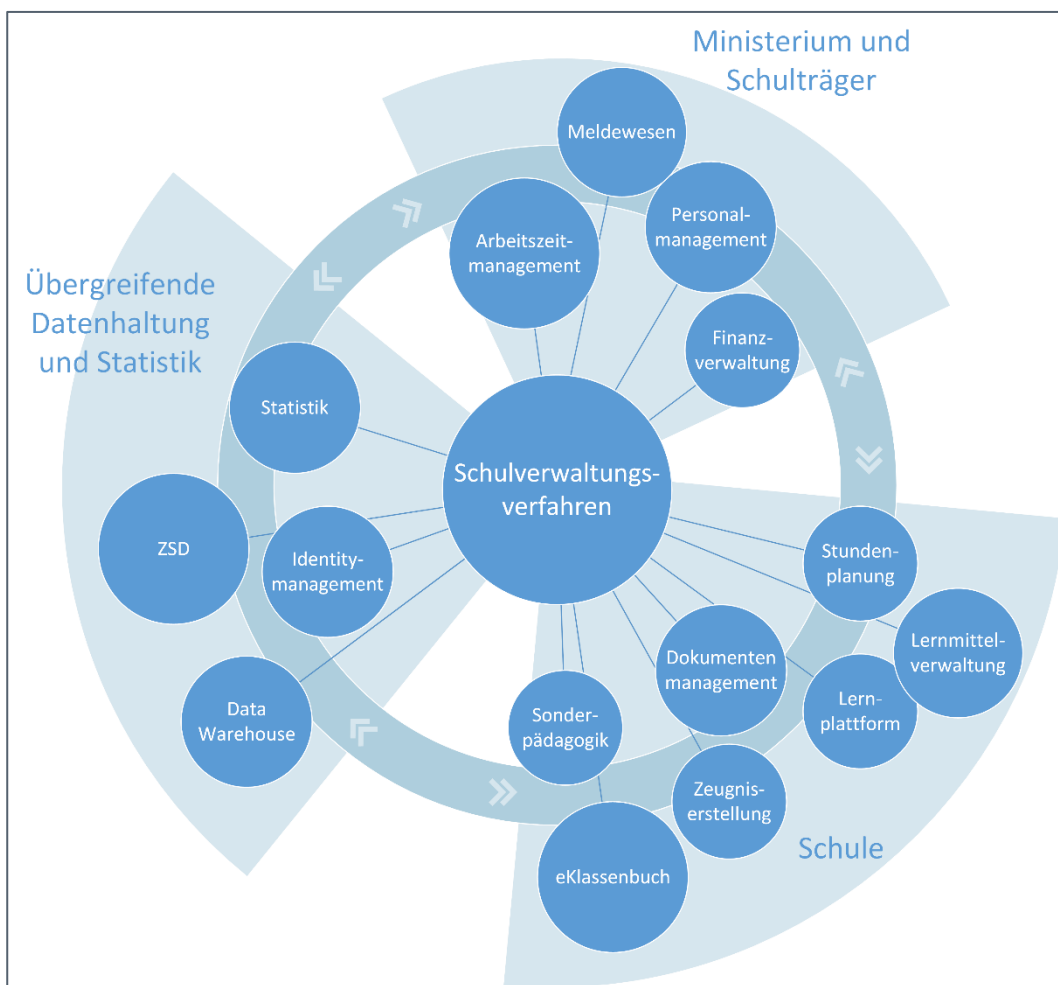 Ministerium und
Schulträger
Meldewesen
Personal-
management
Arbeitszeit-
management
Finanz-
verwaltung
Übergreifende
Datenhaltung
und Statistik
Statistik
ZSD
Identity-
management
Data
Warehouse
Schulverwaltungs-
verfahren
Stunden-
planung
Lernmittel-
verwaltung
Lern-
plattform
Dokumenten
management
Sonder-
pädagogik
Zeugnis-
erstellung
eKlassenbuch
Schule